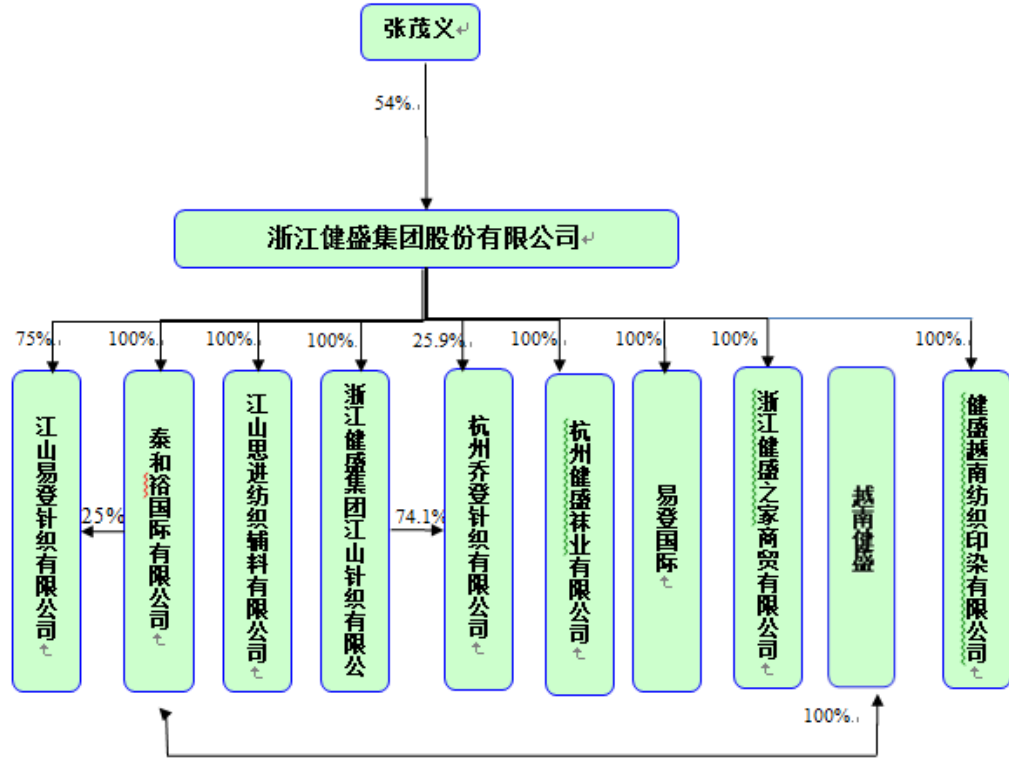 张茂义
54%
浙江健盛集团股份有限公司
75%
100%
100%
100%
25.9%
100%
100%
100%
100%
江山易登针织有限公司
25%
泰和裕国际有限公司
江山思进纺织辅料有限公司
浙江健盛集团江山针织有限公
74.1%
杭州乔登针织有限公司
杭州健盛袜业有限公司
易登国际
浙江健盛之家商贸有限公司
越南健盛
健盛越南纺织印染有限公司
100%